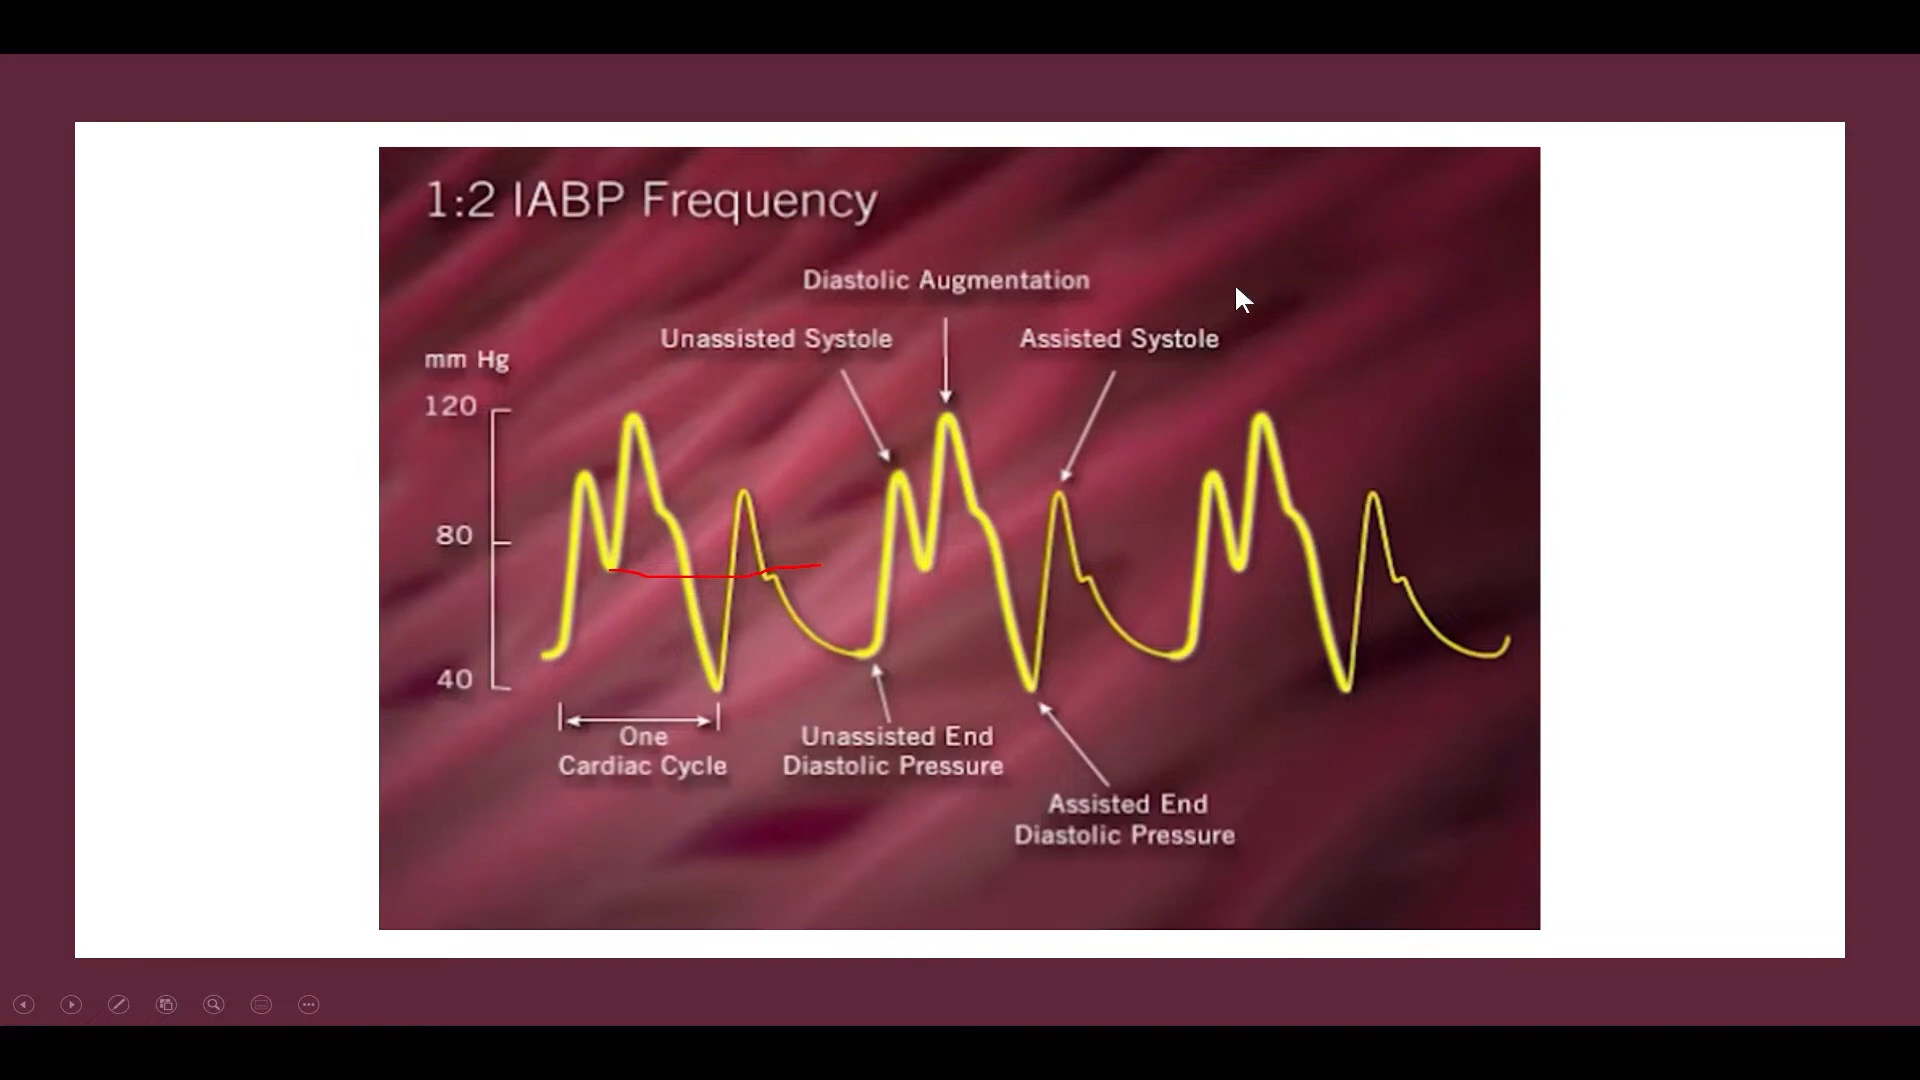 1:2 IABP Frequency
Diastolic Augmentation
Unassisted Systole
Assisted Systole
mm Hg
120
80
40
One
Cardiac Cycle
Unassisted End
Diastolic Pressure
Assisted End
Diastolic Pressure